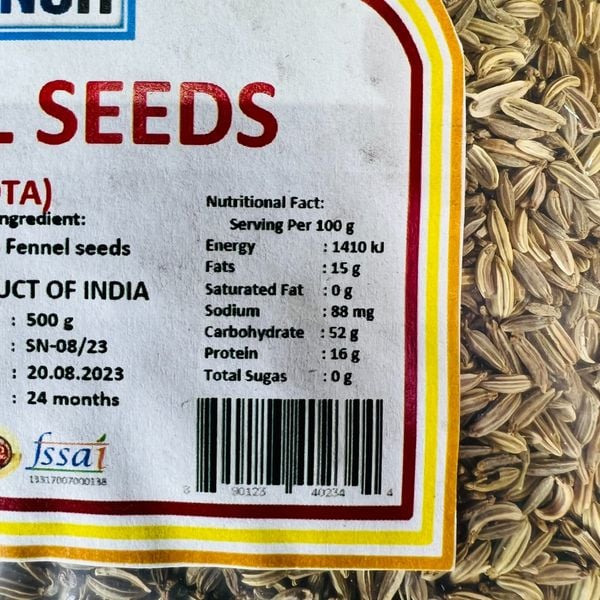 L SEEDS
OTA)
ngredient:
Fennel seeds
UCT OF INDIA
: 500 g
: SN-08/23
: 20.08.2023
: 24 months
fssai
13317007000138
Nutritional Fact:
Serving Per 100 g
Energy : 1410 kJ
Fats : 15 g
Saturated Fat : 0 g
Sodium : 88 mg
Carbohydrate : 52 g
Protein : 16 g
Total Sugas : 0 g
8 90123 40234 4